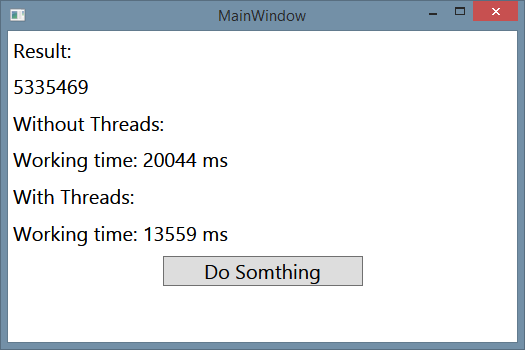 MainWindow
Result:
5335469
Without Threads:
Working time: 20044 ms
With Threads:
Working time: 13559 ms
Do Somthing